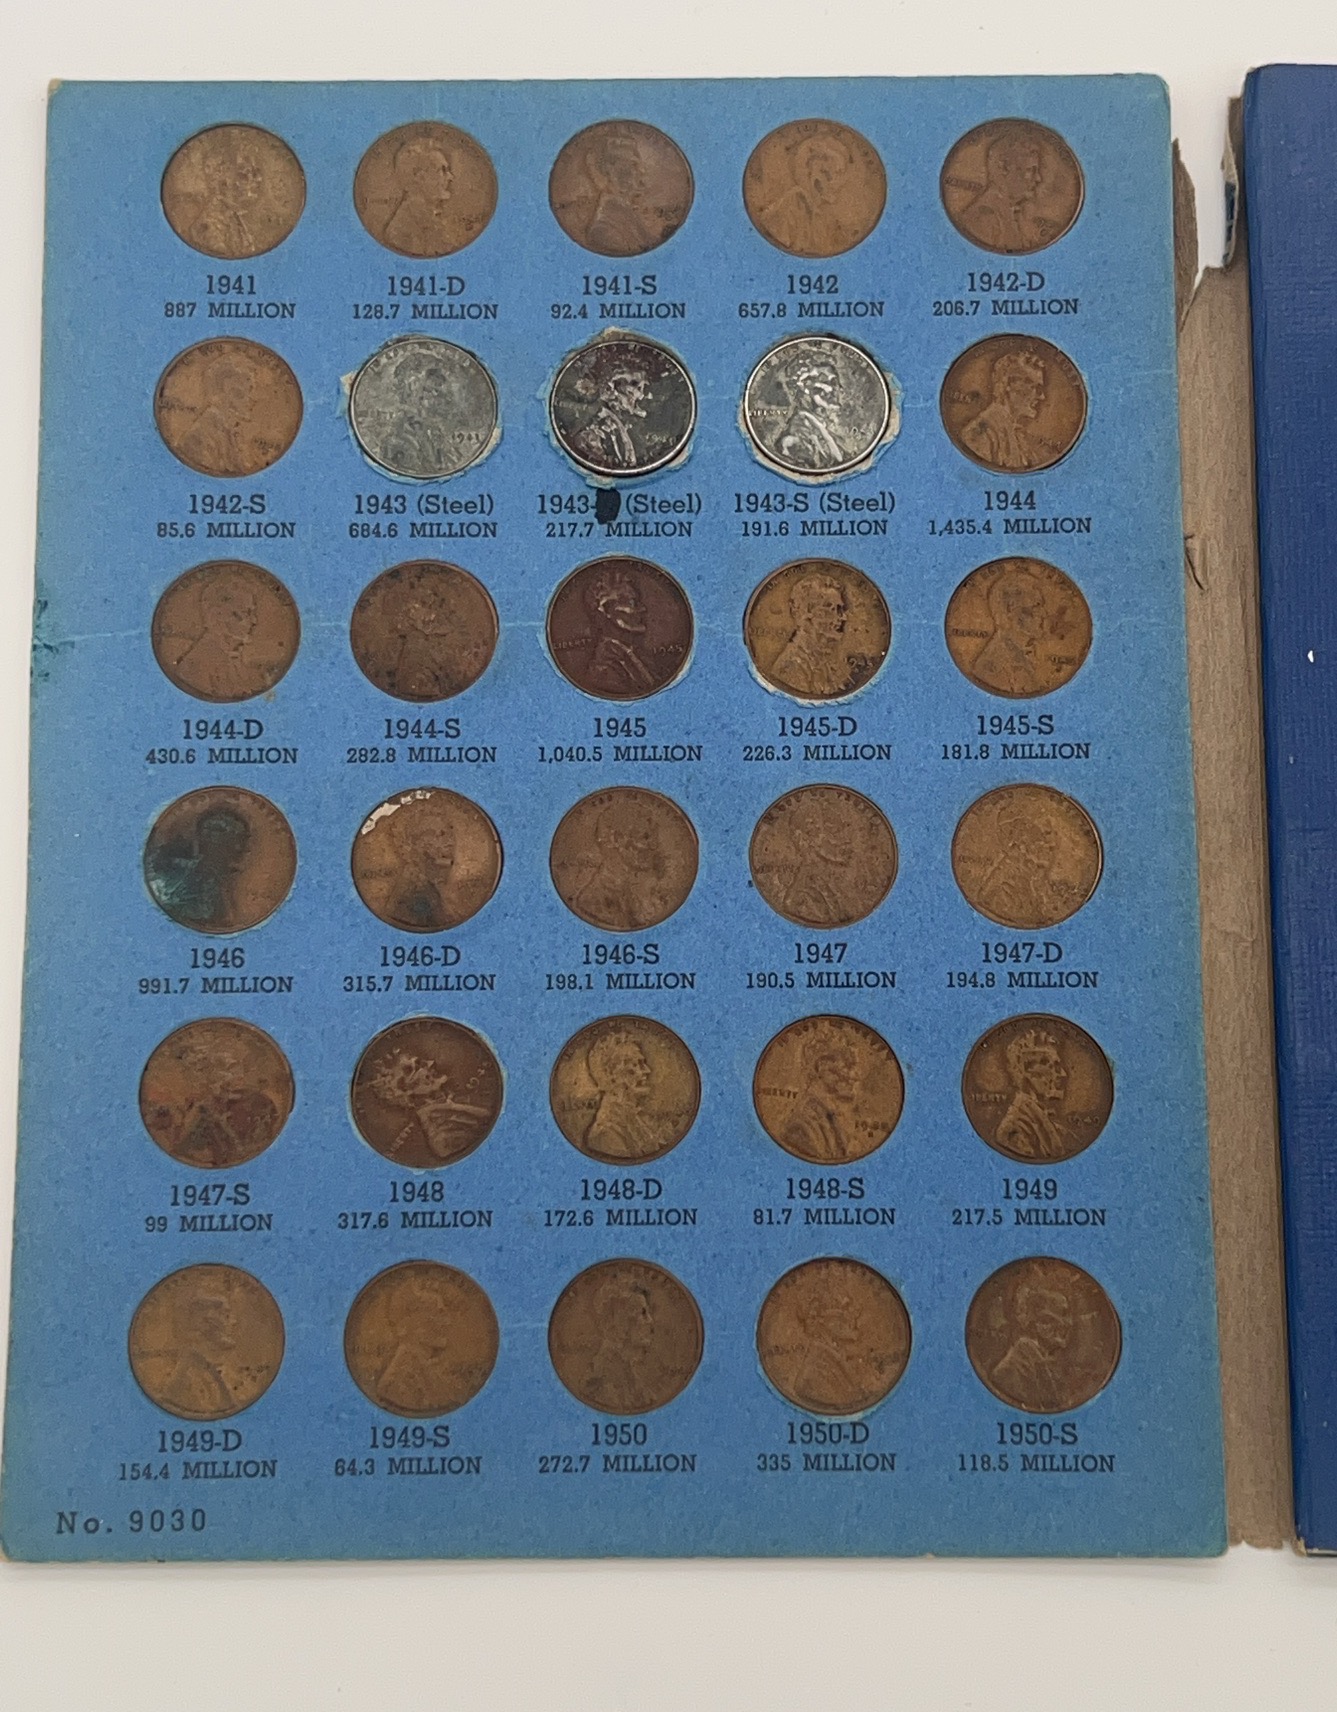 1941 1941-D 1941-S 1942 1942-D
887 MILLION 128.7 MILLION 92.4 MILLION 657.8 MILLION 206.7 MILLION
1942-S 1943 (Steel) 1943- (Steel) 1943-S (Steel) 1944
85.6 MILLION 684.6 MILLION 217.7 MILLION 191.6 MILLION 1,435.4 MILLION
1944-D 1944-S 1945 1945-D 1945-S
430.6 MILLION 282.8 MILLION 1,040.5 MILLION 226.3 MILLION 181.8 MILLION
1946 1946-D 1946-S 1947 1947-D
991.7 MILLION 315.7 MILLION 198.1 MILLION 190.5 MILLION 194.8 MILLION
1947-S 1948 1948-D 1948-S 1949
99 MILLION 317.6 MILLION 172.6 MILLION 81.7 MILLION 217.5 MILLION
1949-D 1949-S 1950 1950-D 1950-S
154.4 MILLION 64.3 MILLION 272.7 MILLION 335 MILLION 118.5 MILLION
No. 9030